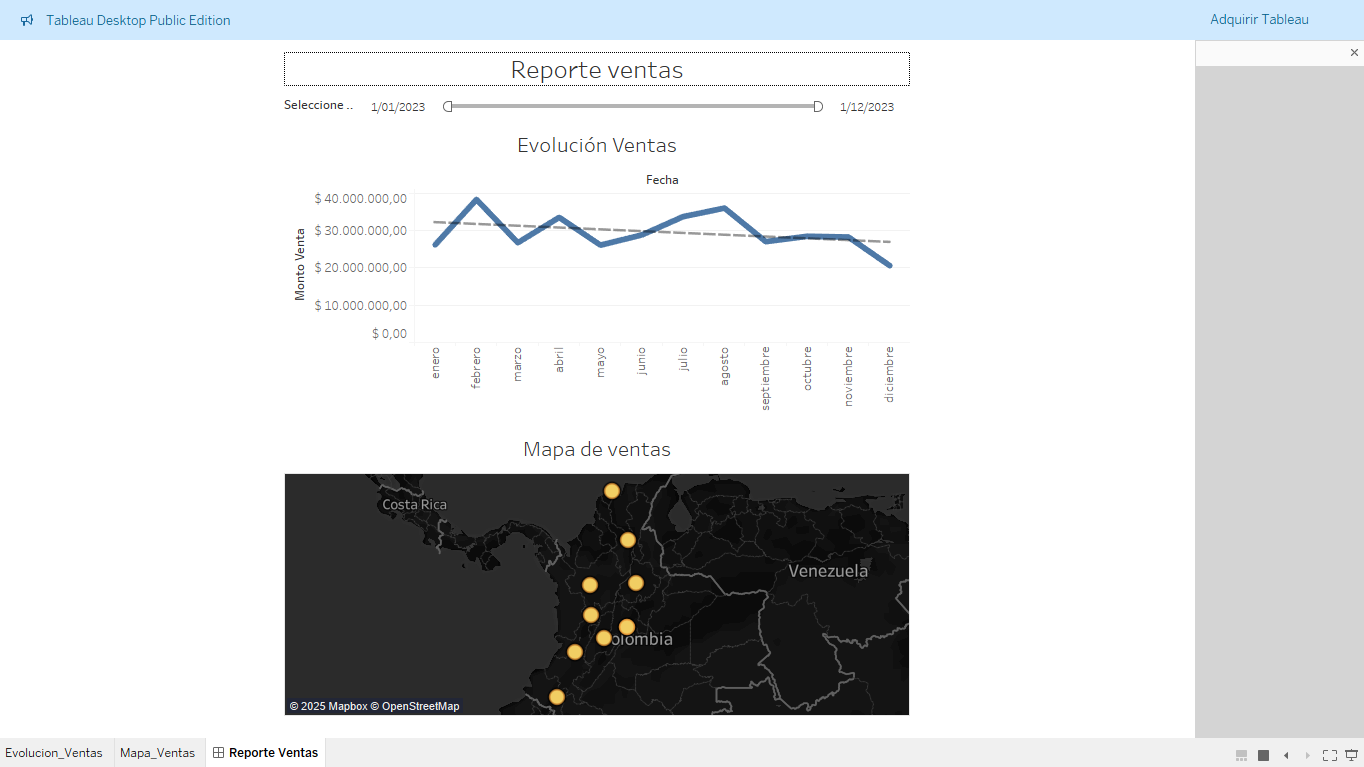 Tableau Desktop Public Edition
Adquirir Tableau
Reporte ventas
Seleccione ..
1/01/2023
1/12/2023
Evolución Ventas
Fecha
Monto Venta
$ 40.000.000,00
$ 30.000.000,00
$ 20.000.000,00
$ 10.000.000,00
$ 0,00
enero
febrero
marzo
abril
mayo
junio
julio
agosto
septiembre
octubre
noviembre
diciembre
Mapa de ventas
Costa Rica
Venezuela
olombia
© 2025 Mapbox © OpenStreetMap
Evolucion_Ventas
Mapa_Ventas
Reporte Ventas